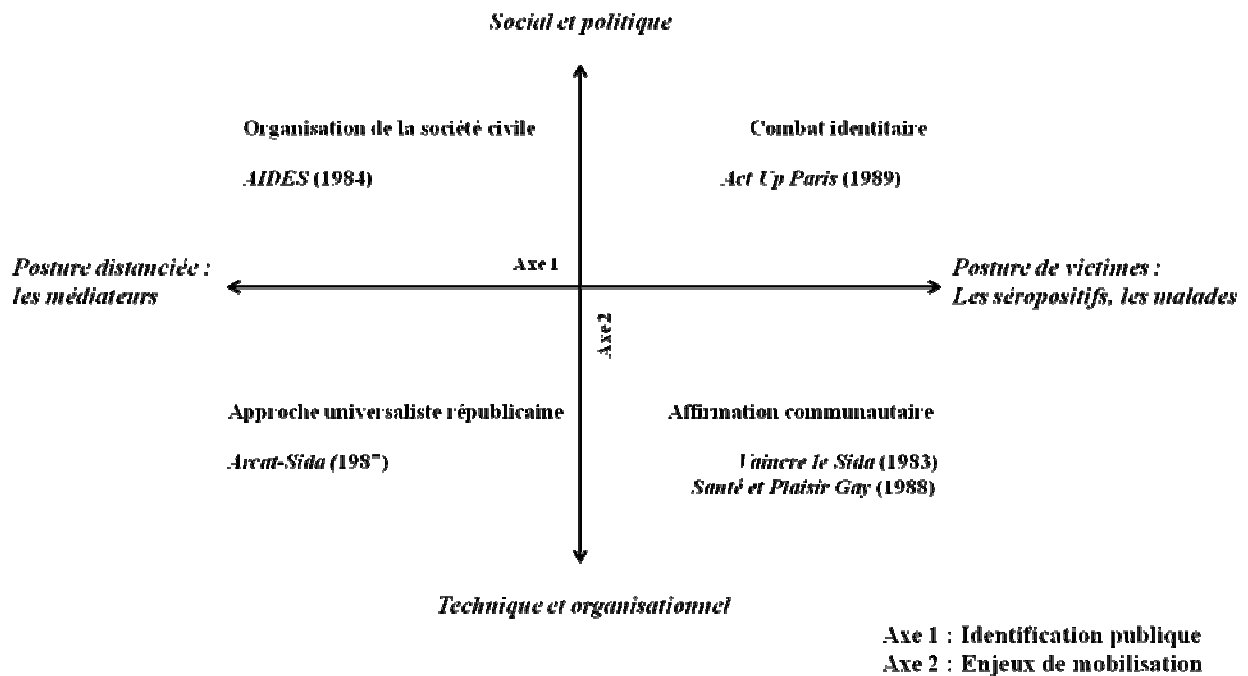 Social et politique
Organisation de la société civile
Combat identitaire
AIDES (1984)
Act Up Paris (1989)
Posture distanciée :
les médiateurs
Axe 1
Posture de victimes :
Les séropositifs, les malades
Axe 2
Approche universaliste républicaine
Affirmation communautaire
Arcat-Sida
Vaincre le Sida (1983)
Santé et Plaisir Gay (1988)
Technique et organisationnel
Axe 1 : Identification publique
Axe 2 : Enjeux de mobilisation